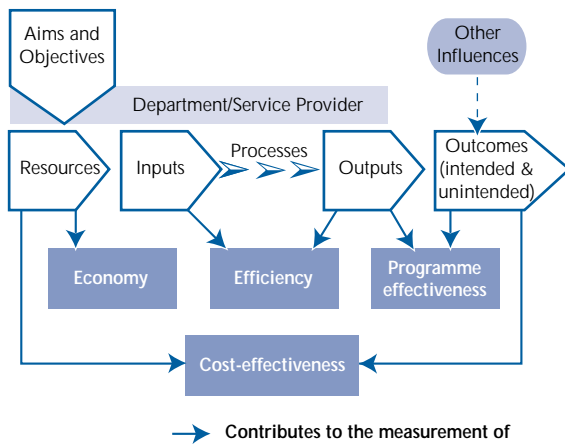 Aims and
Objectives
Other
Influences
Department/Service Provider
Resources
Inputs
Processes
Outputs
Outcomes
(intended &
unintended)
Economy
Efficiency
Programme
effectiveness
Cost-effectiveness
Contributes to the measurement of